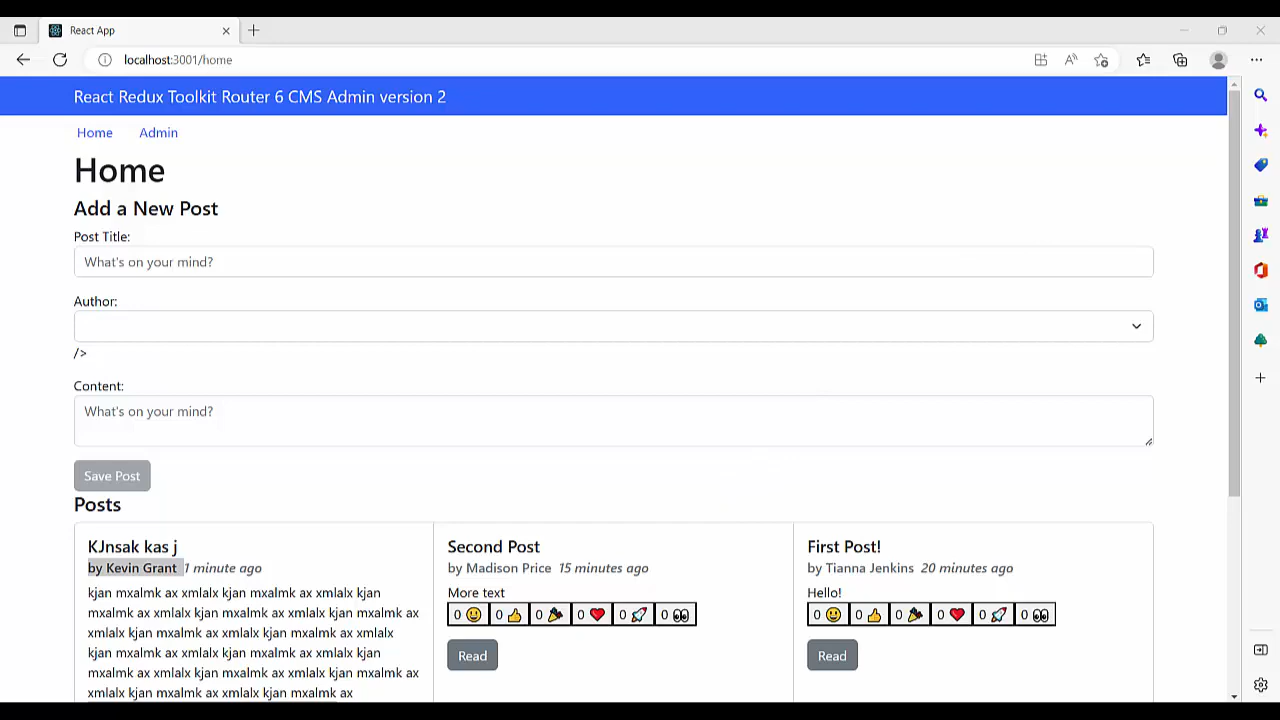 React App
localhost:3001/home
React Redux Toolkit Router 6 CMS Admin version 2
Home Admin
Home
Add a New Post
Post Title:
What's on your mind?
Author:
/>
Content:
What's on your mind?
Save Post
Posts
KJnsak kas j
by Kevin Grant 1 minute ago
kjan mxalmk ax xmlalx kjan mxalmk ax xmlalx kjan
mxalmk ax xmlalx kjan mxalmk ax xmlalx kjan mxalmk ax
xmlalx kjan mxalmk ax xmlalx kjan mxalmk ax xmlalx
kjan mxalmk ax xmlalx kjan mxalmk ax xmlalx kjan
mxalmk ax xmlalx kjan mxalmk ax xmlalx kjan mxalmk ax
xmlalx kjan mxalmk ax xmlalx kjan mxalmk ax
Second Post
by Madison Price 15 minutes ago
More text
0 😀 0 👍 0 🎉 0 ❤️ 0 🚀 0 👀
Read
First Post!
by Tianna Jenkins 20 minutes ago
Hello!
0 😀 0 👍 0 🎉 0 ❤️ 0 🚀 0 👀
Read